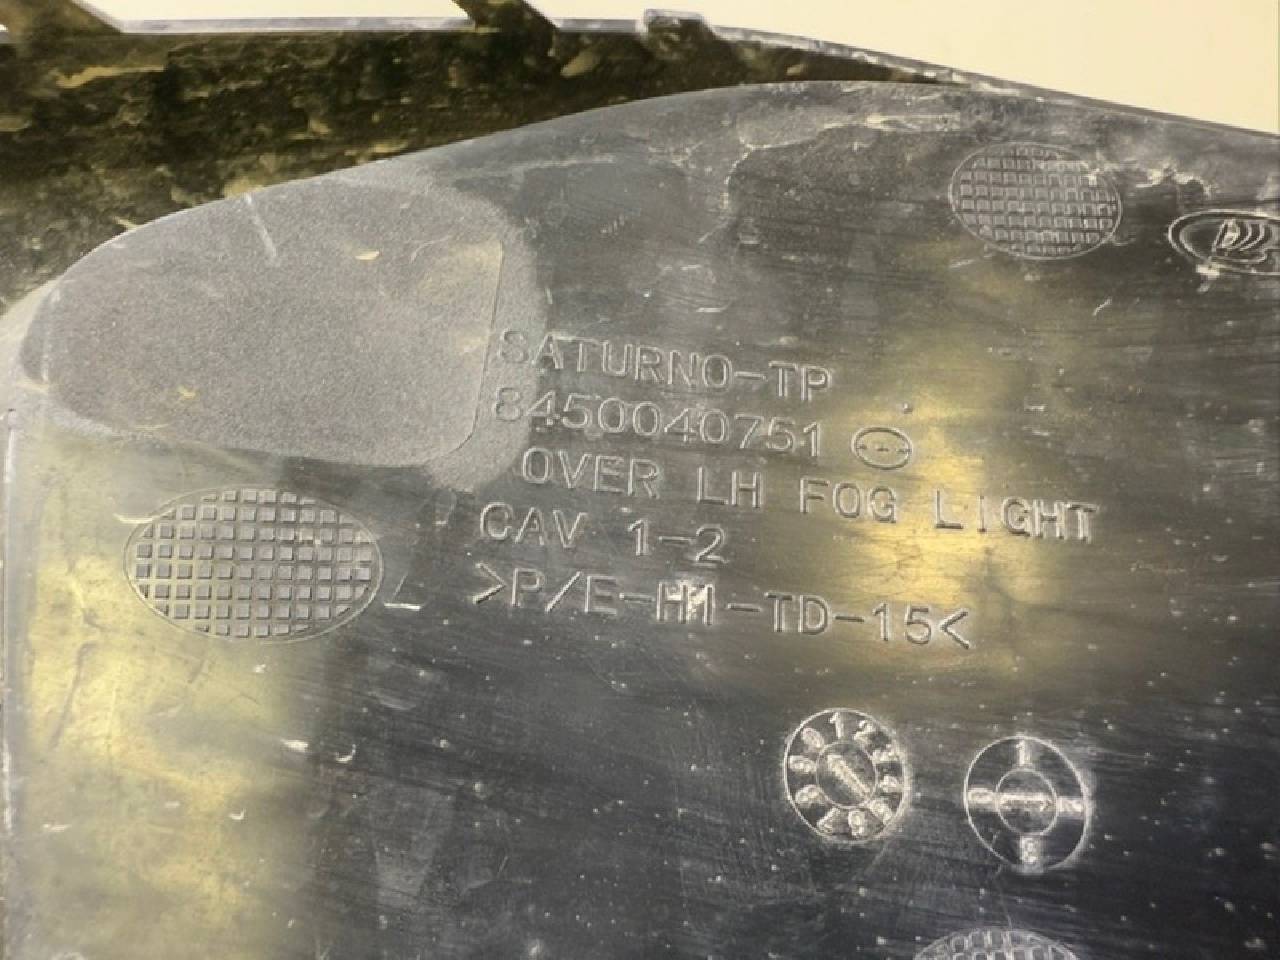 SATURNO-TP
8450040751
OVER LH FOG LIGHT
CAV 1-2
>P/E-H1-TD-15<